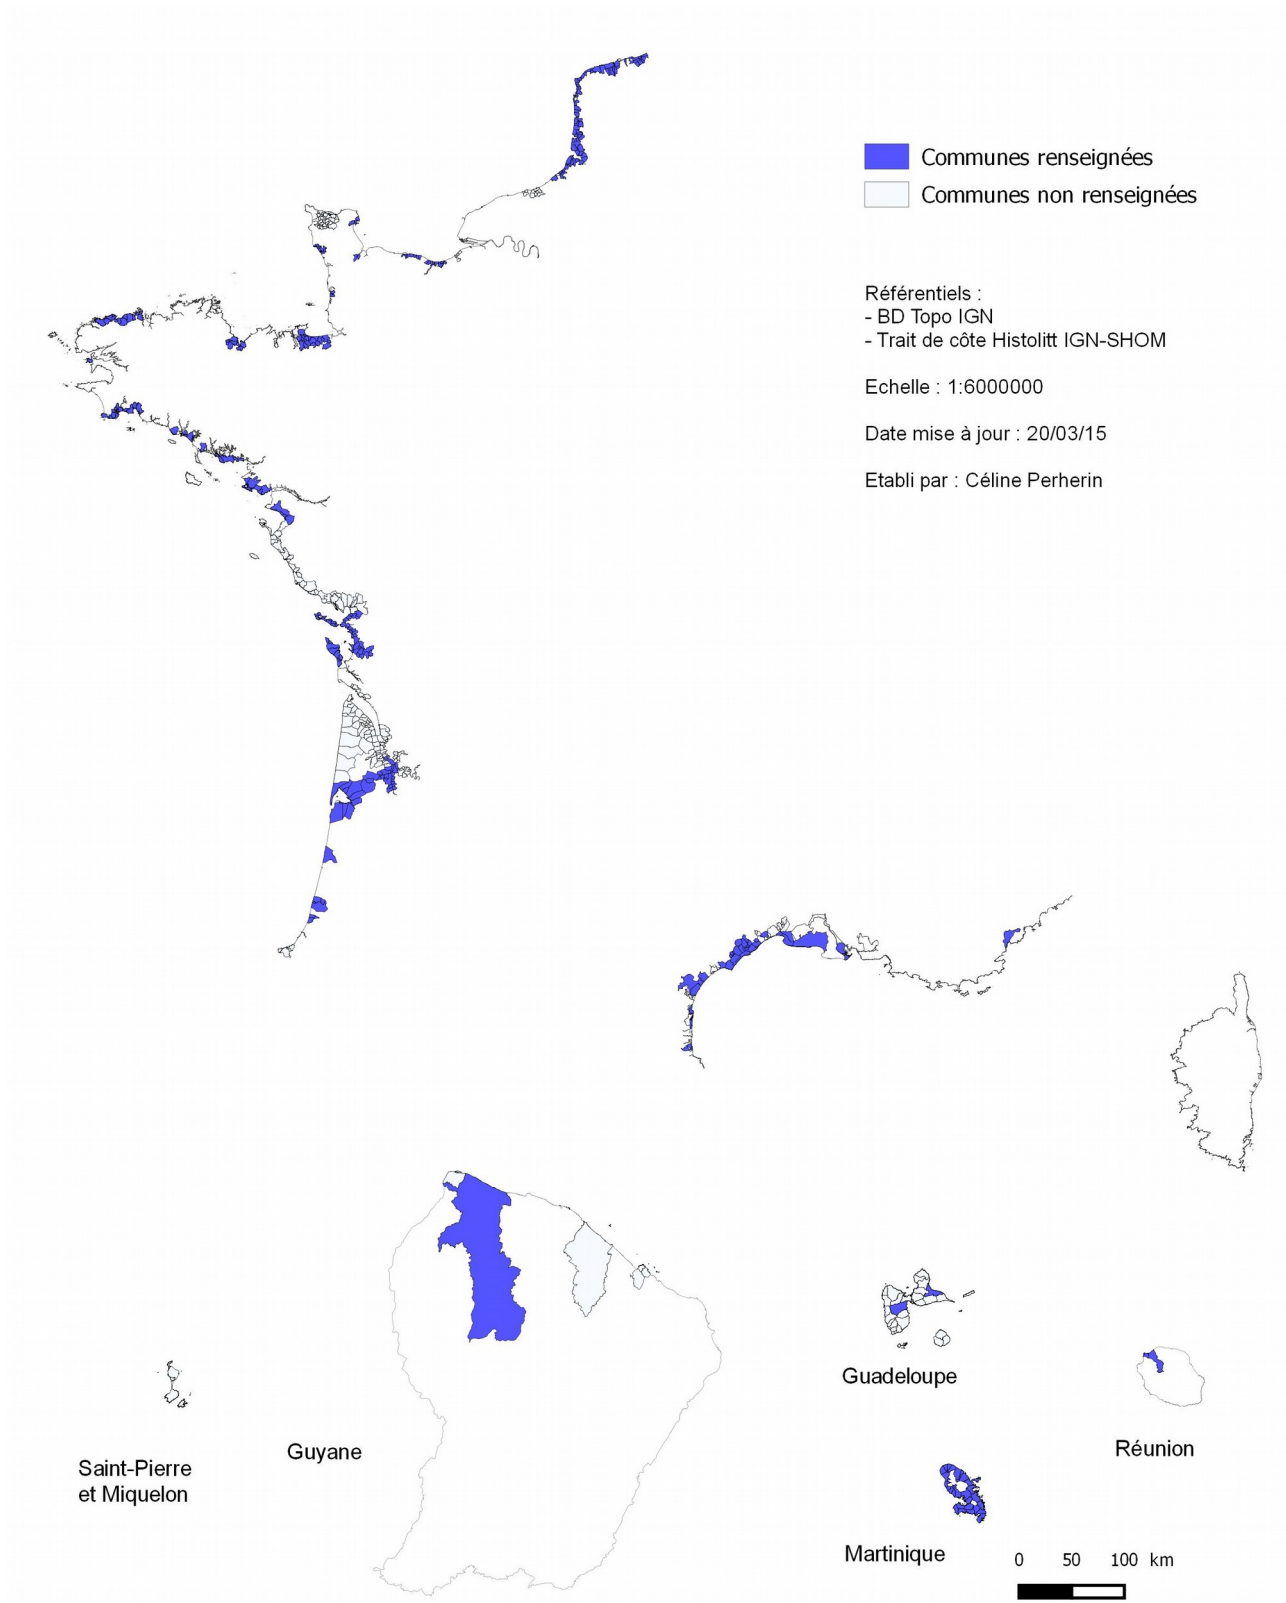 Communes renseignées
Communes non renseignées
Référentiels :
- BD Topo IGN
- Trait de côte Histolitt IGN-SHOM
Echelle : 1:6000000
Date mise à jour : 20/03/15
Etabli par : Céline Perherin
Guadeloupe
Saint-Pierre
et Miquelon
Guyane
Réunion
Martinique
0 50 100 km